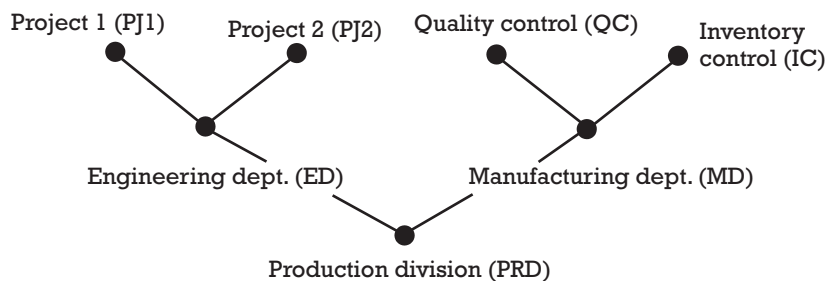 Project 1 (PJ1)
Project 2 (PJ2)
Quality control (QC)
Inventory
control (IC)
Engineering dept. (ED)
Manufacturing dept. (MD)
Production division (PRD)